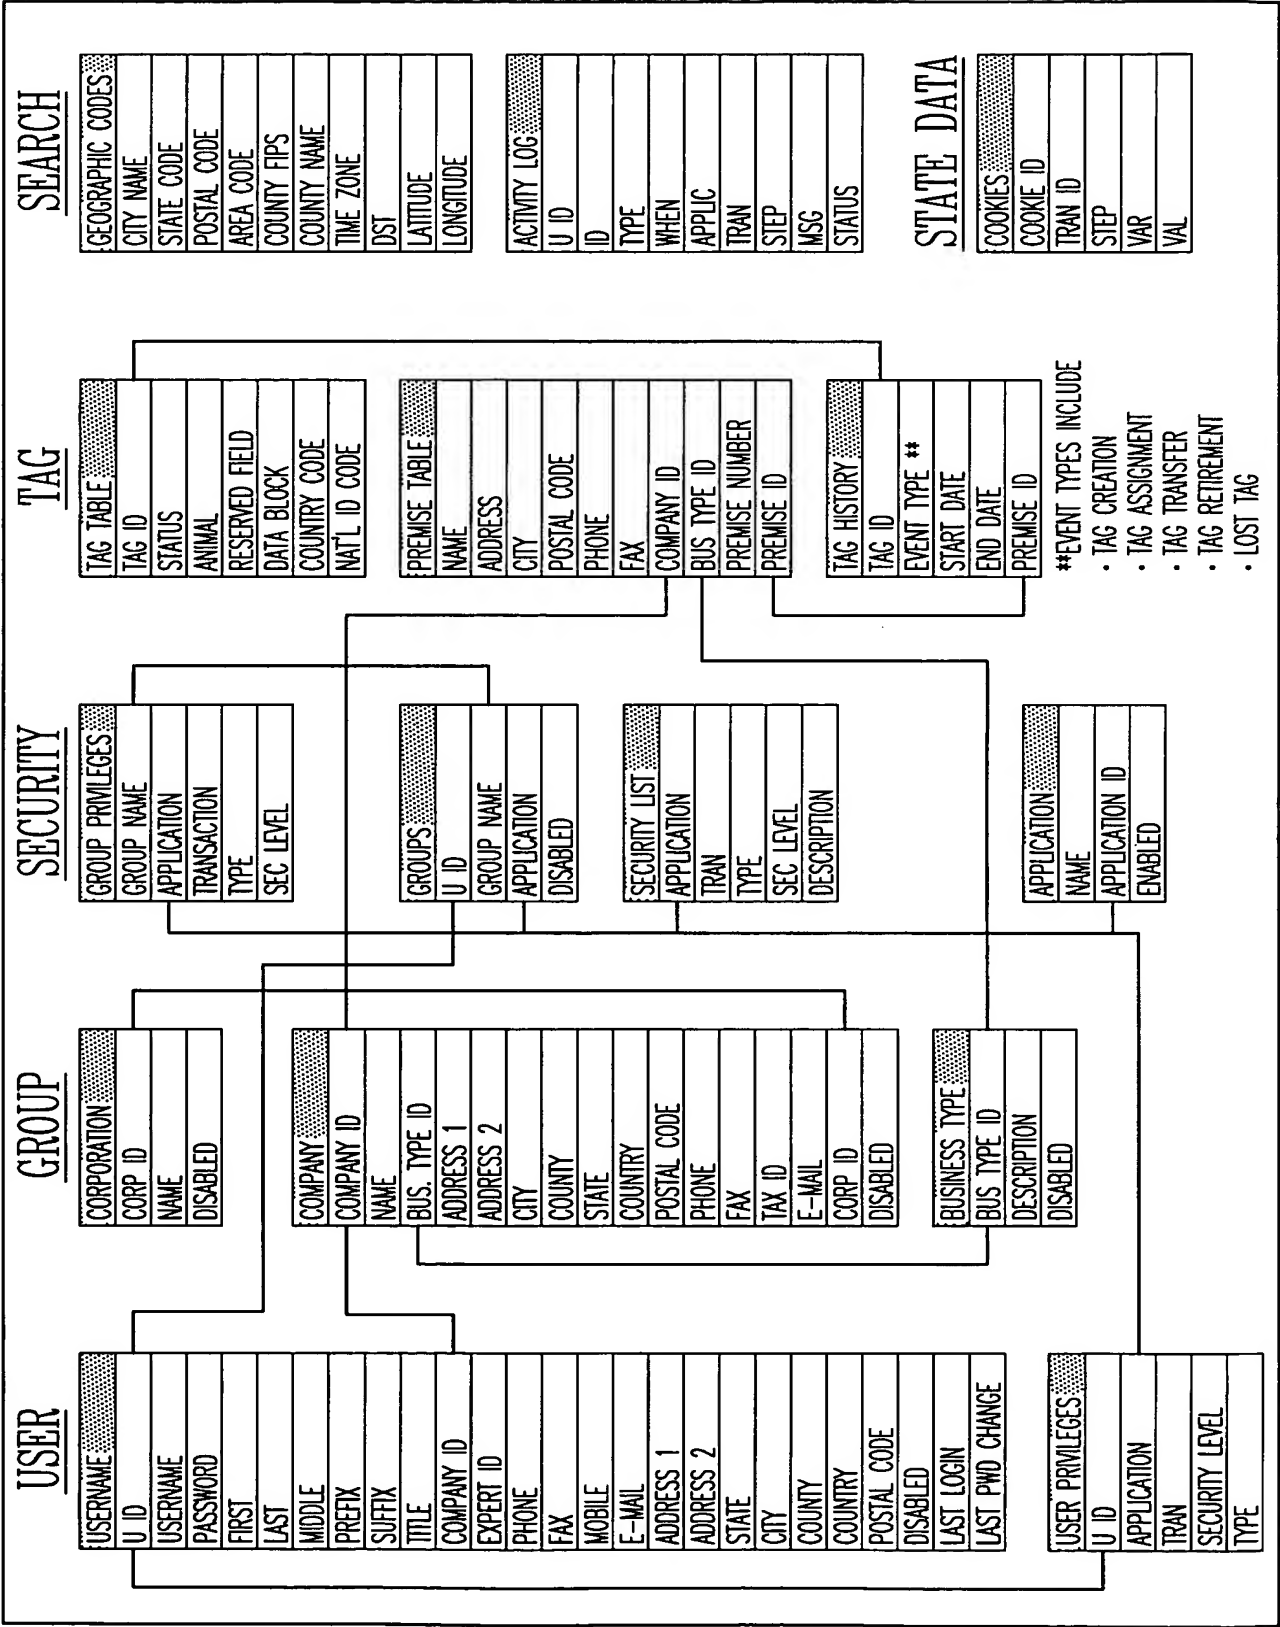 USER
USERNAME
U ID
USERNAME
PASSWORD
FIRST
LAST
MIDDLE
PREFIX
SUFFIX
TITLE
COMPANY ID
EXPERT ID
PHONE
FAX
MOBILE
E-MAIL
ADDRESS 1
ADDRESS 2
STATE
CITY
COUNTY
COUNTRY
POSTAL CODE
DISABLED
LAST LOGIN
LAST PWD CHANGE
USER PRIVILEGES
U ID
APPLICATION
TRAN
SECURITY LEVEL
TYPE
GROUP
CORPORATION
CORP ID
NAME
DISABLED
COMPANY
COMPANY ID
NAME
BUS. TYPE ID
ADDRESS 1
ADDRESS 2
CITY
COUNTY
STATE
COUNTRY
POSTAL CODE
PHONE
FAX
TAX ID
E-MAIL
CORP ID
DISABLED
BUSINESS TYPE
BUS TYPE ID
DESCRIPTION
DISABLED
SECURITY
GROUP PRIVILEGES
GROUP NAME
APPLICATION
TRANSACTION
TYPE
SEC LEVEL
GROUPS
U ID
GROUP NAME
APPLICATION
DISABLED
SECURITY LIST
APPLICATION
TRAN
TYPE
SEC LEVEL
DESCRIPTION
APPLICATION
NAME
APPLICATION ID
ENABLED
TAG
TAG TABLE
TAG ID
STATUS
ANIMAL
RESERVED FIELD
DATA BLOCK
COUNTRY CODE
NAT'L ID CODE
PREMISE TABLE
NAME
ADDRESS
CITY
POSTAL CODE
PHONE
FAX
COMPANY ID
BUS TYPE ID
PREMISE NUMBER
PREMISE ID
TAG HISTORY
TAG ID
EVENT TYPE **
START DATE
END DATE
PREMISE ID
**EVENT TYPES INCLUDE
· TAG CREATION
· TAG ASSIGNMENT
· TAG TRANSFER
· TAG RETIREMENT
· LOST TAG
SEARCH
GEOGRAPHIC CODES
CITY NAME
STATE CODE
POSTAL CODE
AREA CODE
COUNTY FIPS
COUNTY NAME
TIME ZONE
DST
LATITUDE
LONGITUDE
ACTIVITY LOG
U ID
ID
TYPE
WHEN
APPLIC
TRAN
STEP
MSG
STATUS
STATE DATA
COOKIES
COOKIE ID
TRAN ID
STEP
VAR
VAL